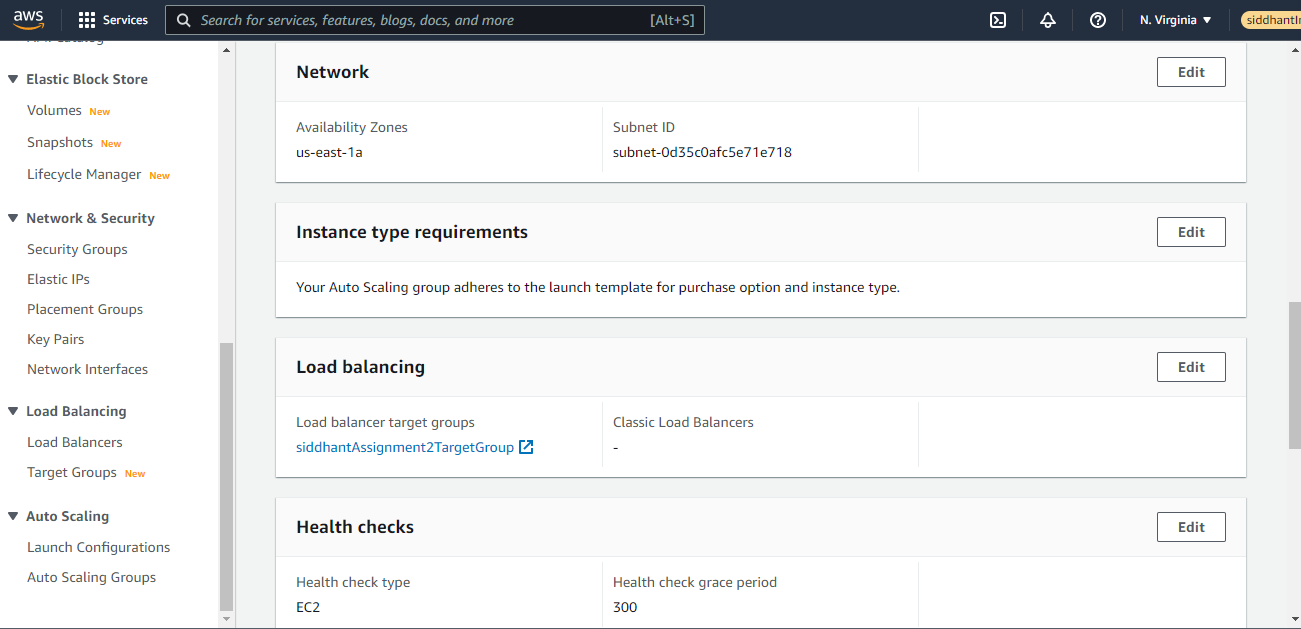 aws
Services
Search for services, features, blogs, docs, and more
[Alt+S]
N. Virginia
Elastic Block Store
Volumes New
Snapshots New
Lifecycle Manager New
Network & Security
Security Groups
Elastic IPs
Placement Groups
Key Pairs
Network Interfaces
Load Balancing
Load Balancers
Target Groups New
Auto Scaling
Launch Configurations
Auto Scaling Groups
Network
Edit
Availability Zones
us-east-1a
Subnet ID
subnet-0d35c0afc5e71e718
Instance type requirements
Edit
Your Auto Scaling group adheres to the launch template for purchase option and instance type.
Load balancing
Edit
Load balancer target groups
siddhantAssignment2TargetGroup
Classic Load Balancers
-
Health checks
Edit
Health check type
EC2
Health check grace period
300